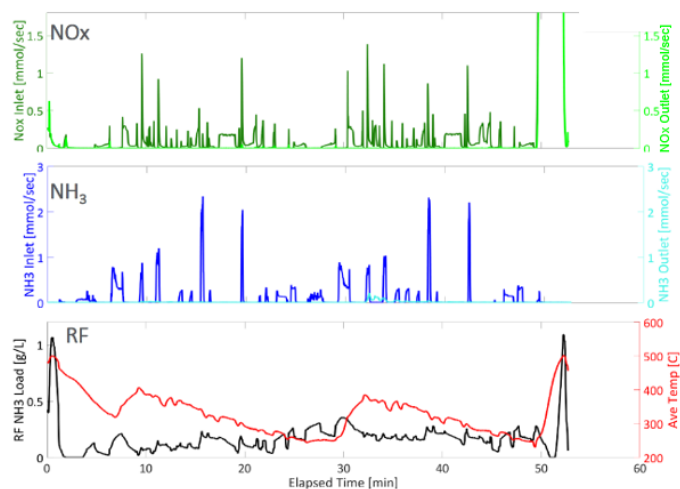 NOx
Nox Inlet [mmol/sec]
1.5
1
0.5
0
NOx Outlet [mmol/sec]
1.5
1
0.5
0
NH3
NH3 Inlet [mmol/sec]
3
2
1
0
NH3 Outlet [mmol/sec]
3
2
1
0
RF
RF NH3 Load [g/L]
1
0.5
0
Ave Temp [C]
600
500
400
300
200
0 10 20 30 40 50 60
Elapsed Time [min]